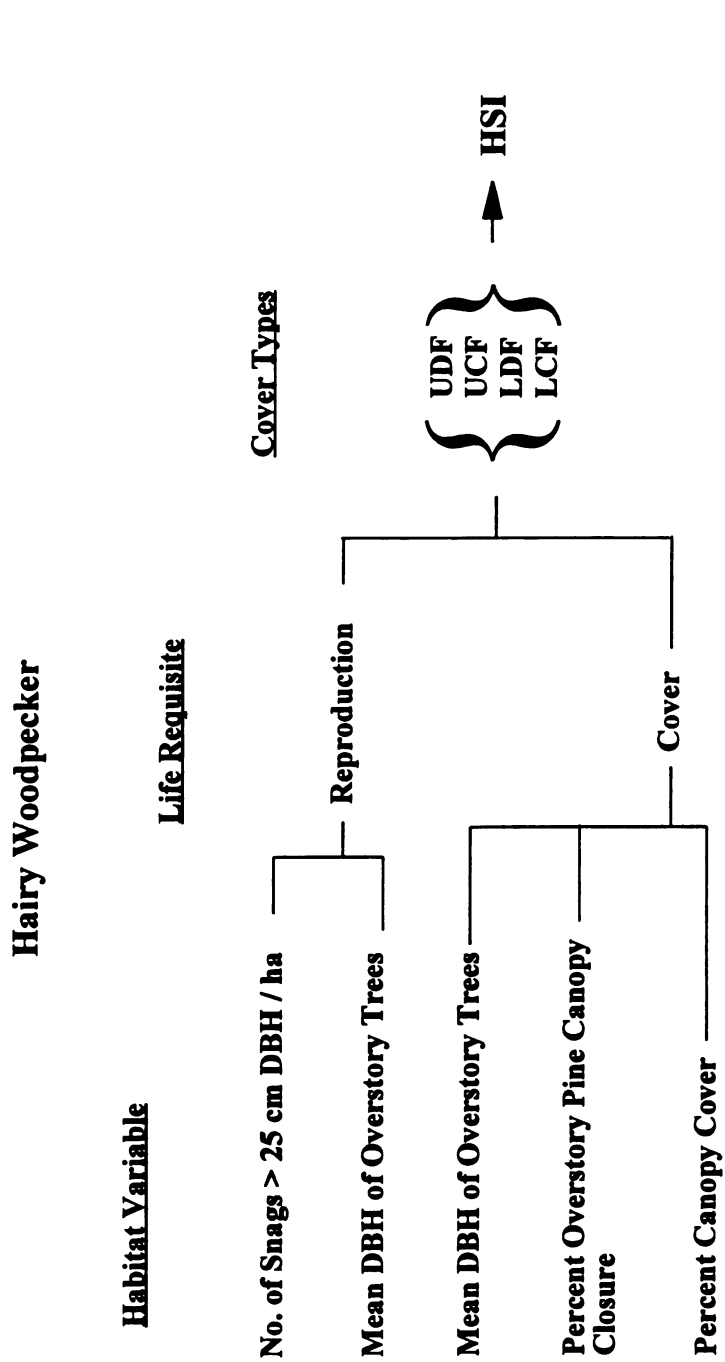 Hairy Woodpecker
Habitat Variable
Life Requisite
Cover Types
No. of Snags > 25 cm DBH / ha
Mean DBH of Overstory Trees
Reproduction
Mean DBH of Overstory Trees
Percent Overstory Pine Canopy
Closure
Percent Canopy Cover
Cover
UDF
UCF
LDF
LCF
HSI